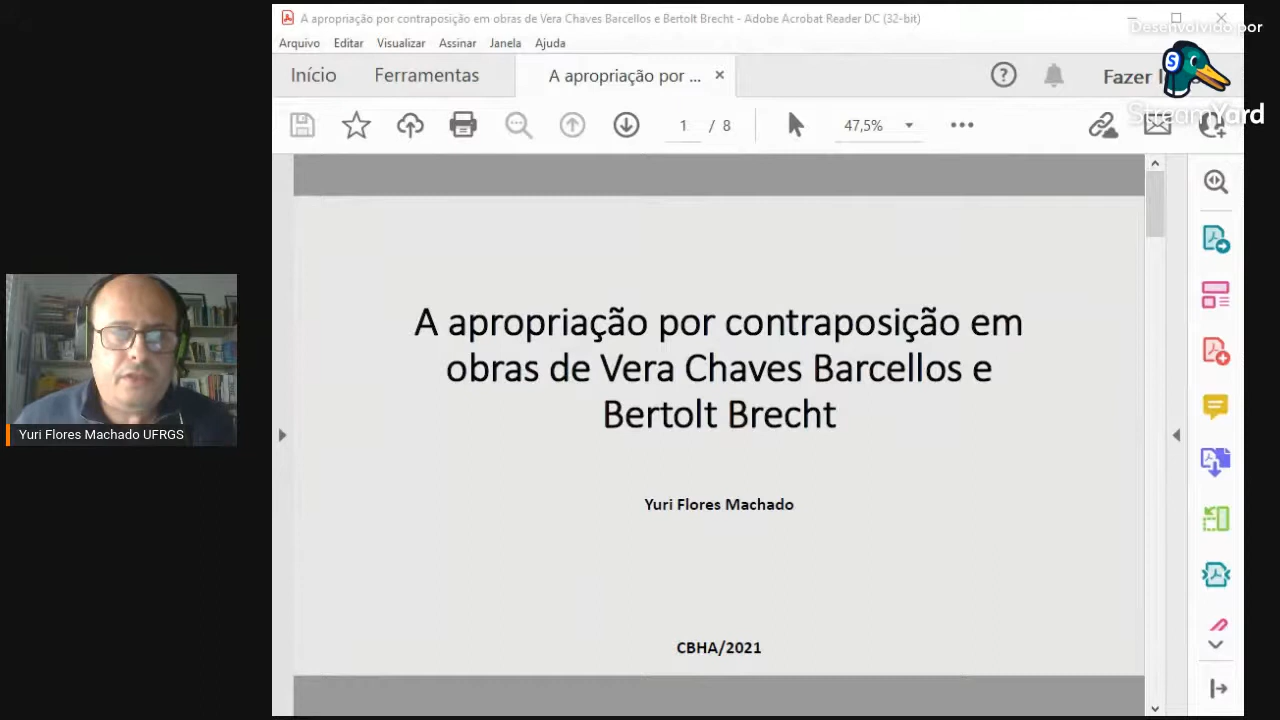 A apropriação por contraposição em obras de Vera Chaves Barcellos e Bertolt Brecht - Adobe Acrobat Reader DC (32-bit)
Desenvolvido por
Arquivo Editar Visualizar Assinar Janela Ajuda
Início Ferramentas A apropriação por ... × Fazer
S
StreamYard
1 / 8 47,5%
A apropriação por contraposição em
obras de Vera Chaves Barcellos e
Bertolt Brecht
Yuri Flores Machado UFRGS
Yuri Flores Machado
CBHA/2021